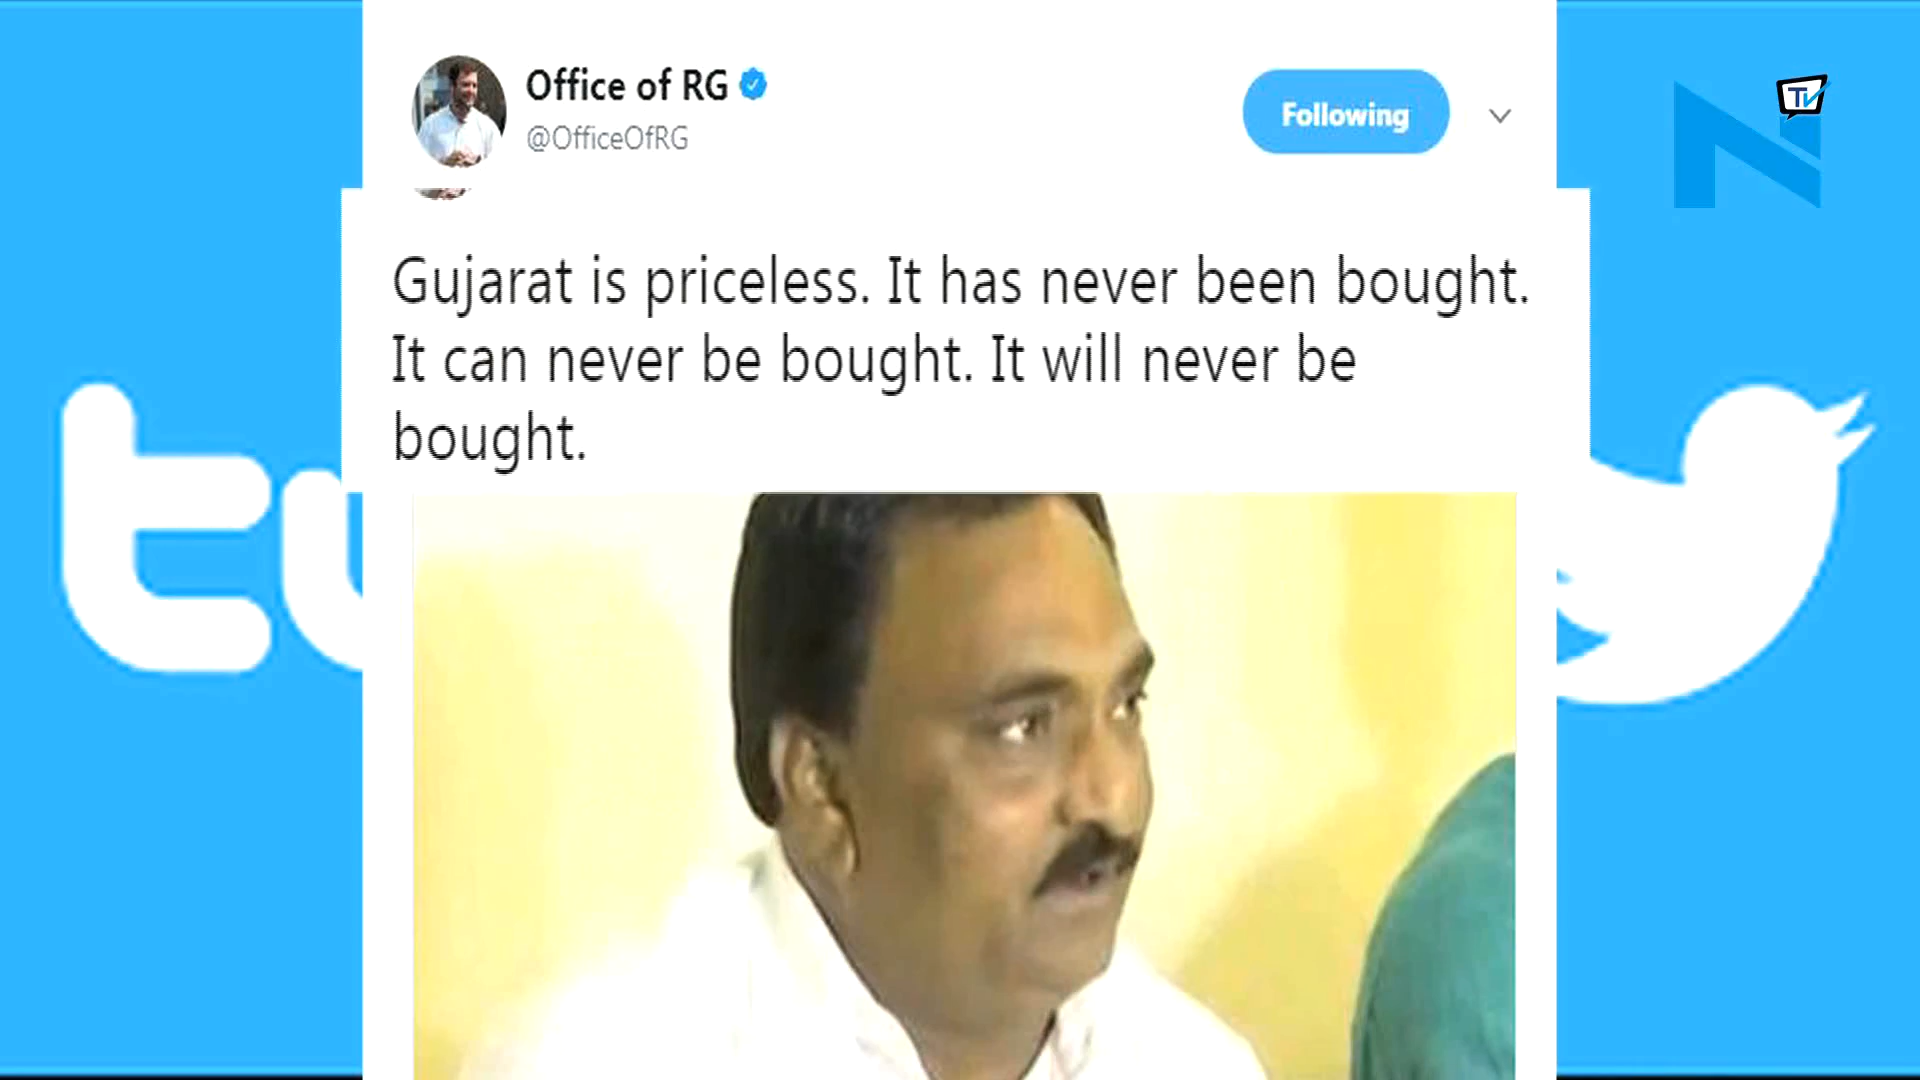 Office of RG
@OfficeOfRG
Following
TV
Gujarat is priceless. It has never been bought.
It can never be bought. It will never be
bought.